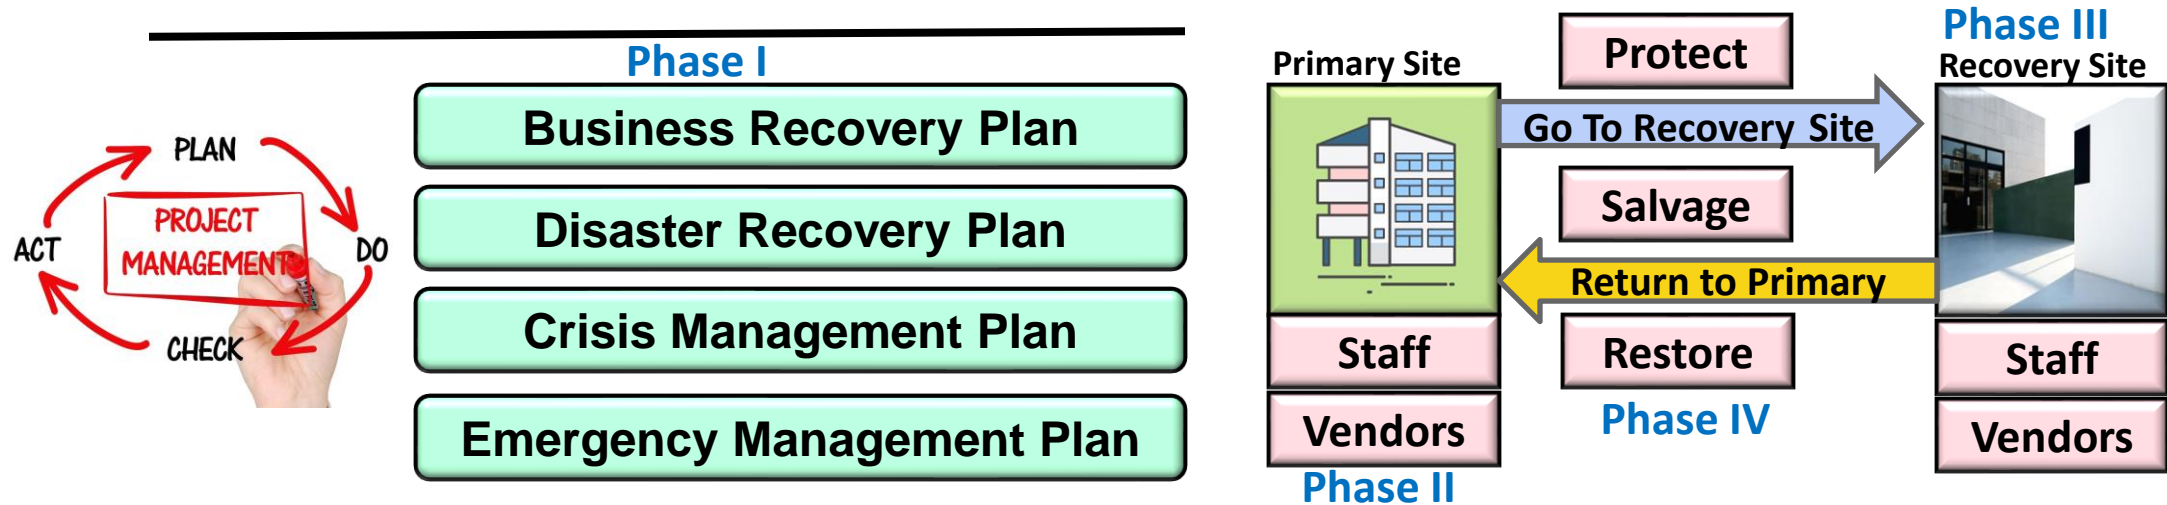 Phase I
Business Recovery Plan
Disaster Recovery Plan
Crisis Management Plan
Emergency Management Plan
PLAN
PROJECT
MANAGEMENT
ACT
DO
CHECK
Primary Site
Protect
Phase III
Recovery Site
Go To Recovery Site
Salvage
Return to Primary
Staff
Restore
Staff
Vendors
Phase IV
Vendors
Phase II